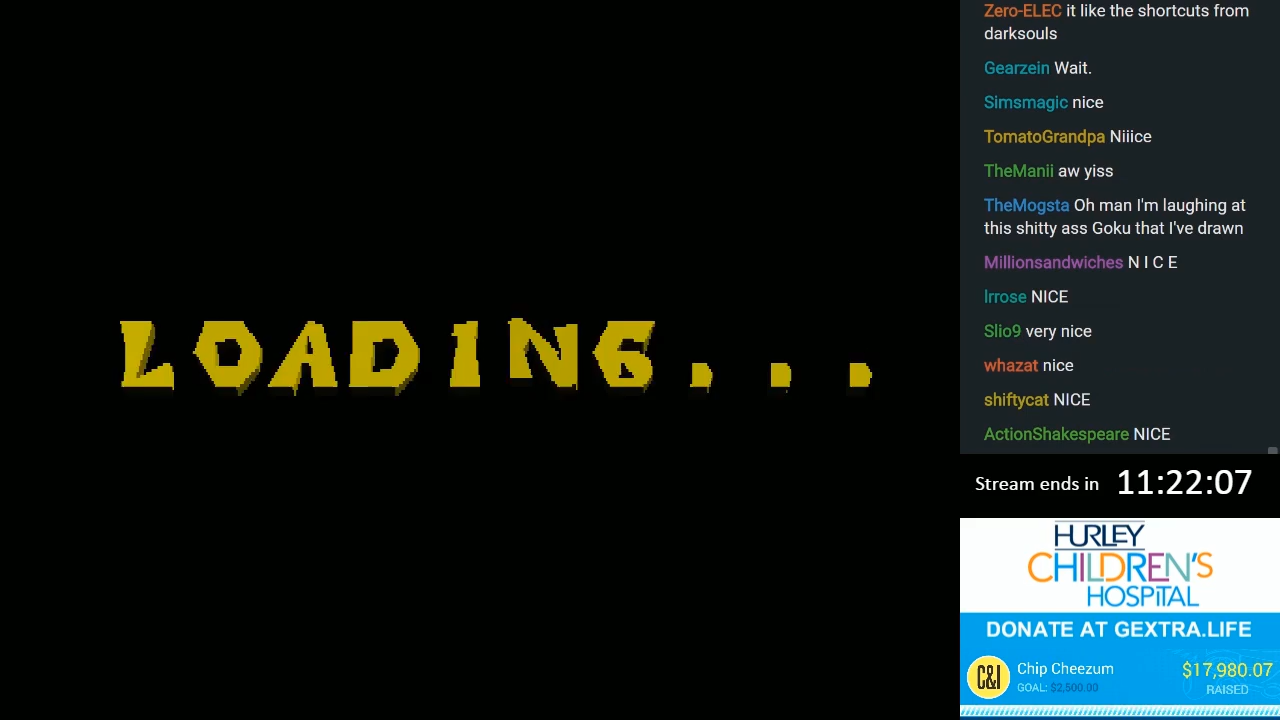 LOADING...
Zero-ELEC it like the shortcuts from
darksouls
Gearzein Wait.
Simsmagic nice
TomatoGrandpa Niiice
TheManii aw yiss
TheMogsta Oh man I'm laughing at
this shitty ass Goku that I've drawn
Millionsandwiches N I C E
lrrose NICE
Slio9 very nice
whazat nice
shiftycat NICE
ActionShakespeare NICE
Stream ends in 11:22:07
HURLEY
CHILDREN'S
HOSPITAL
DONATE AT GEXTRA.LIFE
C&I
Chip Cheezum
GOAL: $2,500.00
$17,980.07
RAISED